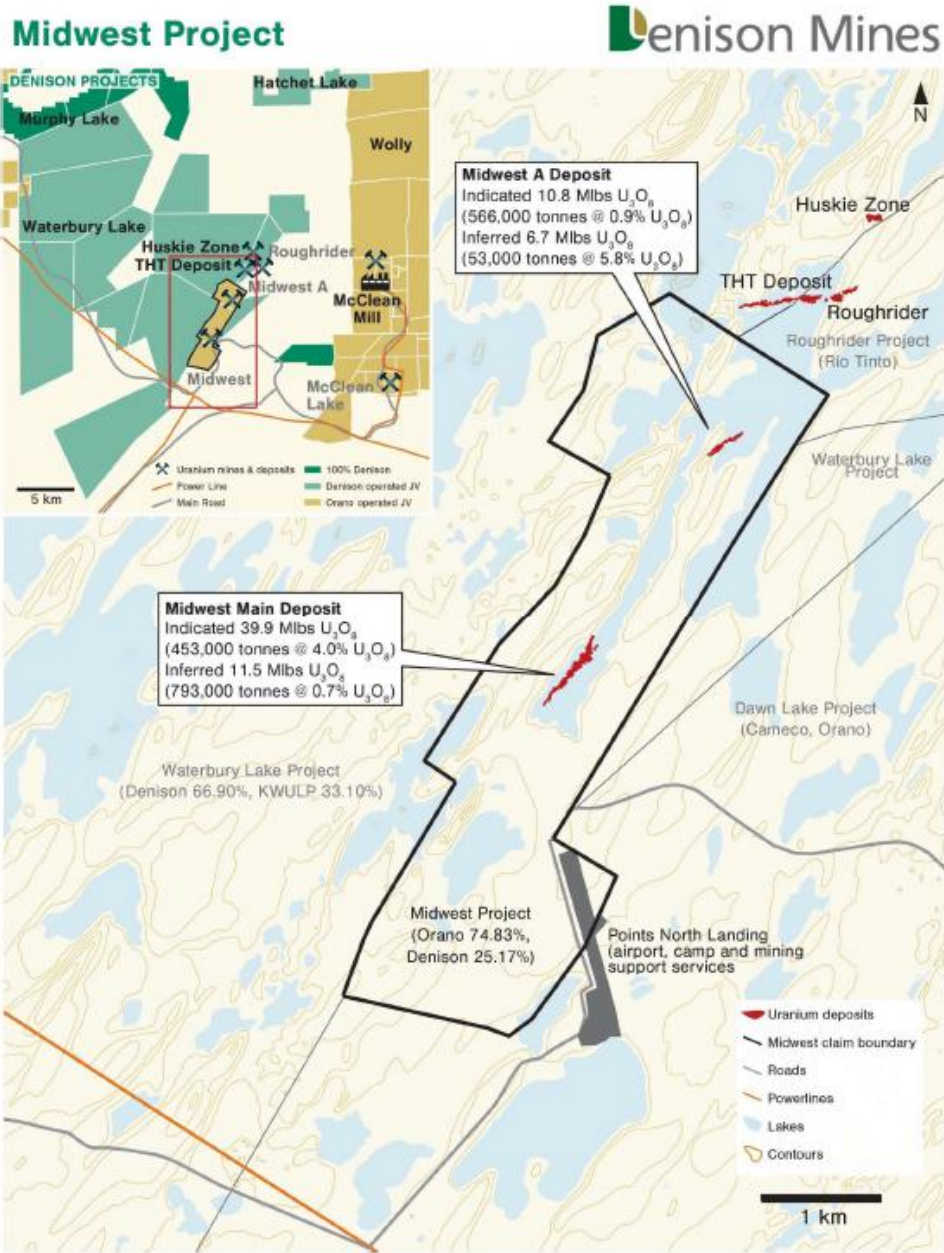 Midwest Project
Denison Mines
DENISON PROJECTS
Hatchet Lake
Murphy Lake
Wolly
Waterbury Lake
Huskie Zone
Roughrider
THT Deposit
Midwest A
McClean
Mill
Midwest
McClean
Lake
Uranium mines & deposits
100% Denison
Power Line
Denison operated JV
Main Road
Orano operated JV
5 km
N
Midwest A Deposit
Indicated 10.8 Mlbs U₃O₈
(566,000 tonnes @ 0.9% U₃O₈)
Inferred 6.7 Mlbs U₃O₈
(53,000 tonnes @ 5.8% U₃O₈)
Huskie Zone
THT Deposit
Roughrider
Roughrider Project
(Rio Tinto)
Waterbury Lake
Project
Midwest Main Deposit
Indicated 39.9 Mlbs U₃O₈
(453,000 tonnes @ 4.0% U₃O₈)
Inferred 11.5 Mlbs U₃O₈
(793,000 tonnes @ 0.7% U₃O₈)
Dawn Lake Project
(Cameco, Orano)
Waterbury Lake Project
(Denison 66.90%, KWULP 33.10%)
Midwest Project
(Orano 74.83%,
Denison 25.17%)
Points North Landing
(airport, camp and mining
support services
Uranium deposits
Midwest claim boundary
Roads
Powerlines
Lakes
Contours
1 km